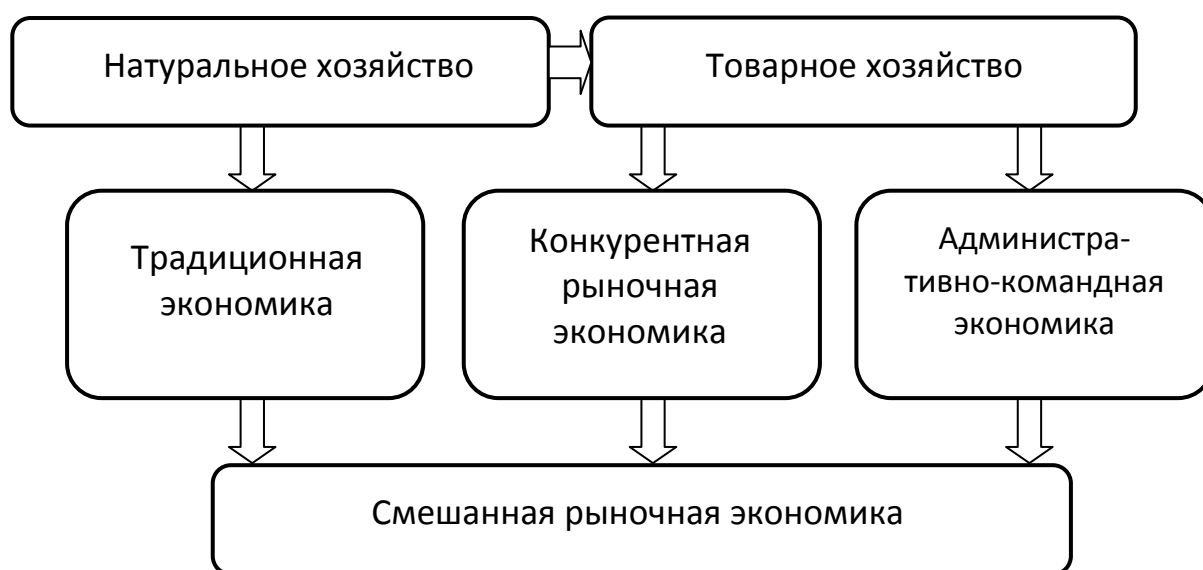 Натуральное хозяйство
Товарное хозяйство
Традиционная
экономика
Конкурентная
рыночная
экономика
Администра-
тивно-командная
экономика
Смешанная рыночная экономика